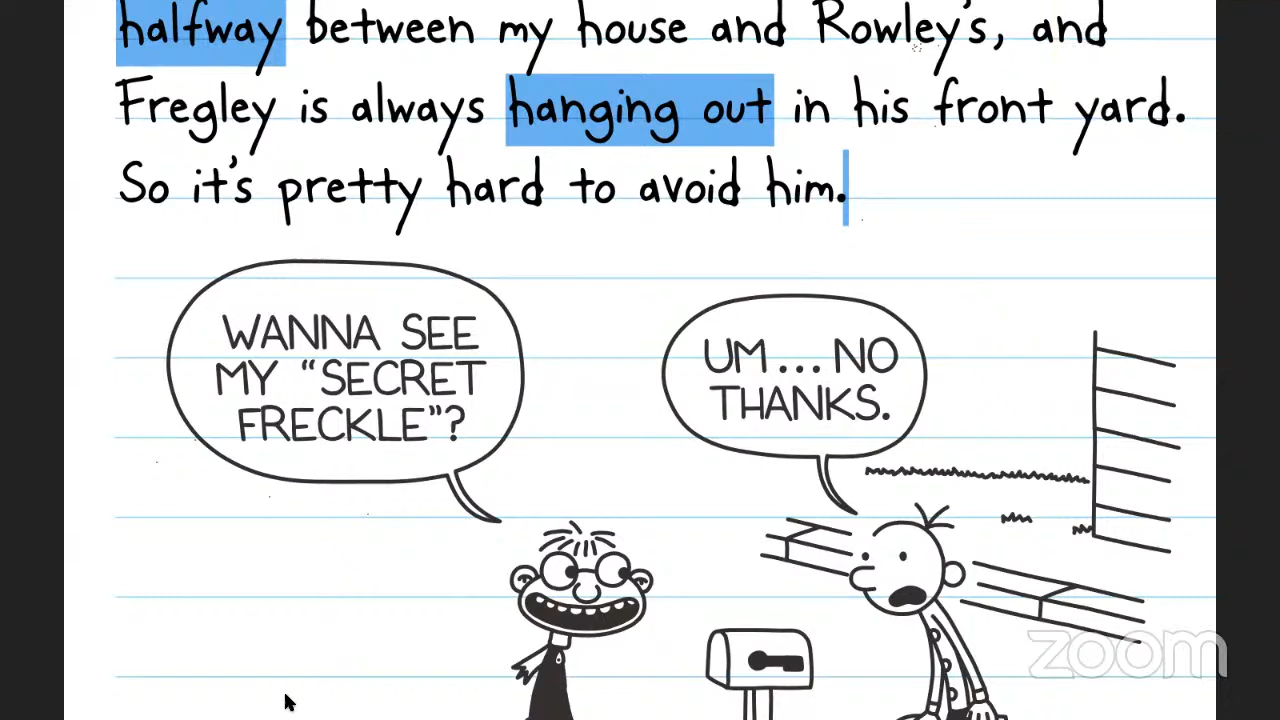 halfway between my house and Rowley's, and
Fregley is always hanging out in his front yard.
So it's pretty hard to avoid him.
WANNA SEE
MY "SECRET
FRECKLE"?
UM... NO
THANKS.
zoom